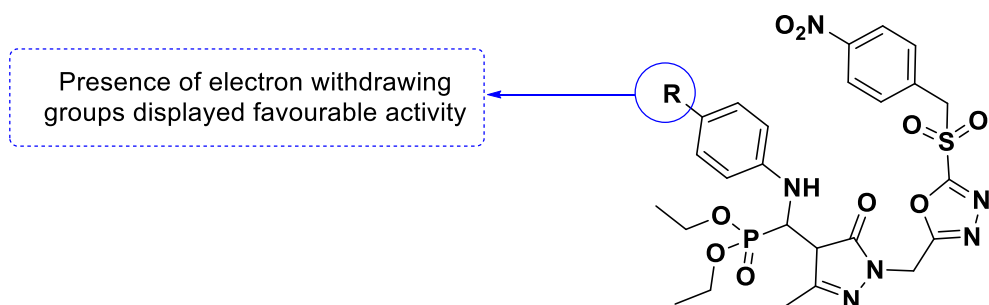 O₂N
Presence of electron withdrawing
groups displayed favourable activity
R
O O
S
NH
O
O N
N
O
P
O
O
N
N